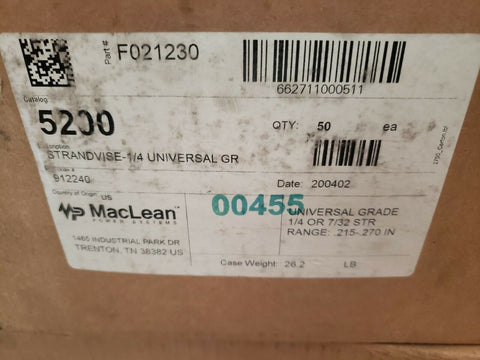 Part# F021230
662711000511
Catalog
5200
QTY: 50 ea
Description
STRANDVISE-1/4 UNIVERSAL GR
912240
Date: 200402
Country of Origin US
MacLean
POWER SYSTEMS
00455
UNIVERSAL GRADE
1/4 OR 7/32 STR
RANGE: .215-.270 IN
1465 INDUSTRIAL PARK DR
TRENTON, TN 38382 US
Case Weight: 26.2 LB